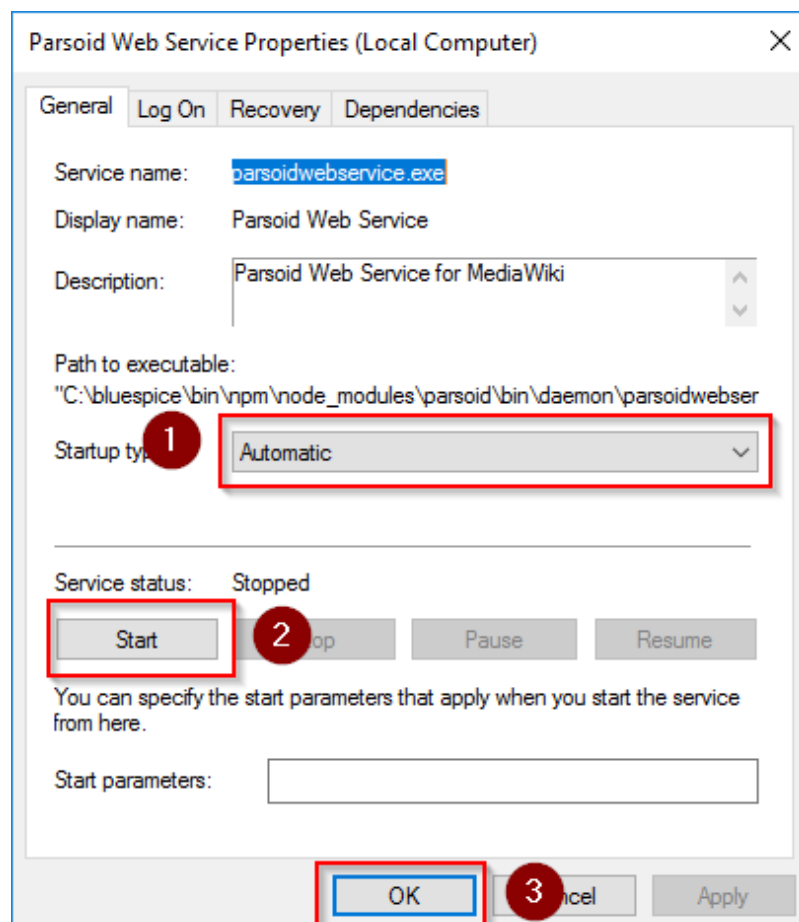 Parsoid Web Service Properties (Local Computer)
General Log On Recovery Dependencies
Service name: parsoidwebservice.exe
Display name: Parsoid Web Service
Description: Parsoid Web Service for MediaWiki
Path to executable:
"C:\bluespice\bin\npm\node_modules\parsoid\bin\daemon\parsoidwebser
Startup typ 1 Automatic
Service status: Stopped
Start 2 op Pause Resume
You can specify the start parameters that apply when you start the service
from here.
Start parameters:
OK 3 ncel Apply